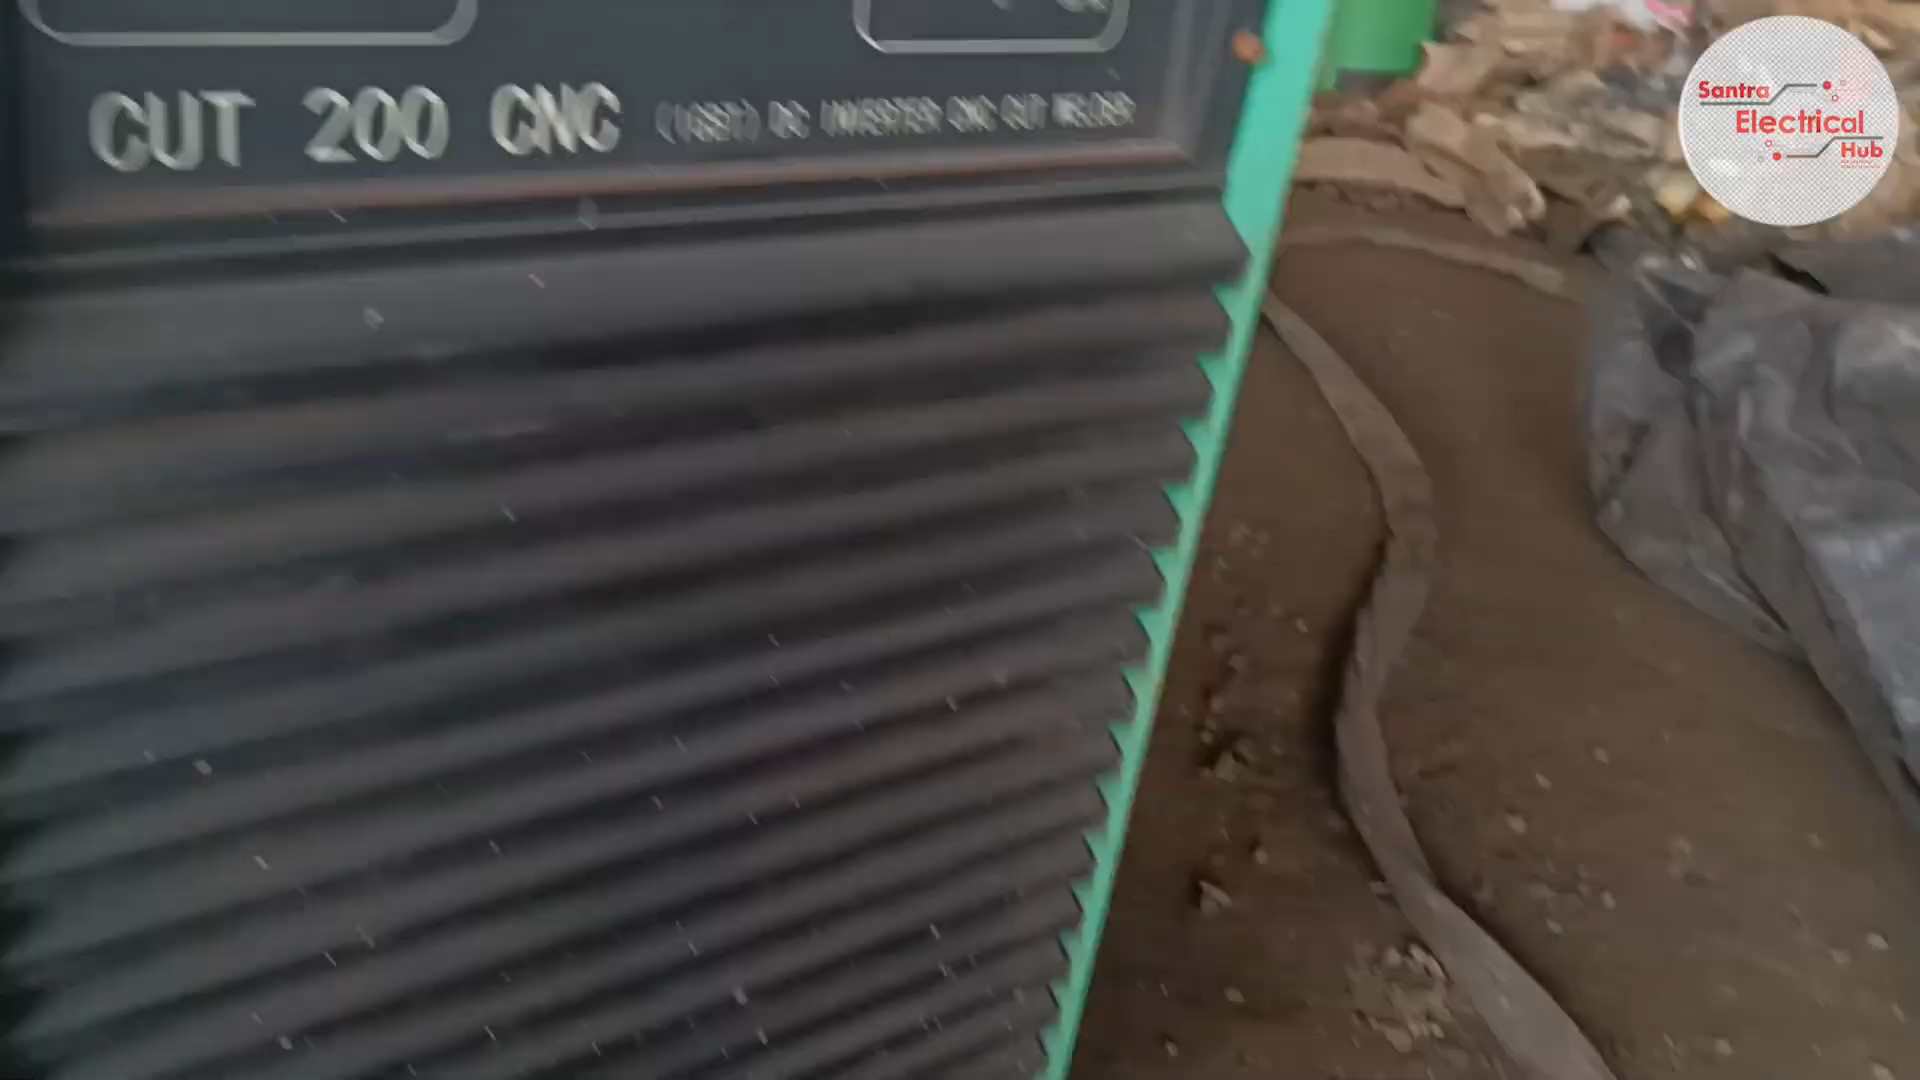 CUT 200 CNC (IGBT) DC INVERTER CNC CUT WELDER
Santra
Electrical
Hub